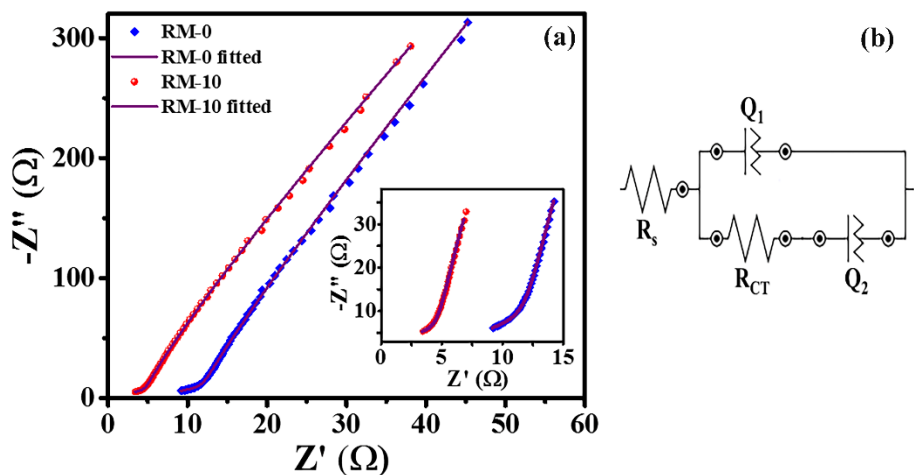 (a)
RM-0
RM-0 fitted
RM-10
RM-10 fitted
-Z'' (Ω)
300
200
100
0
0 10 20 30 40 50 60
Z' (Ω)
-Z'' (Ω)
30
20
10
0 5 10 15
Z' (Ω)
(b)
Q1
Rs
RCT
Q2